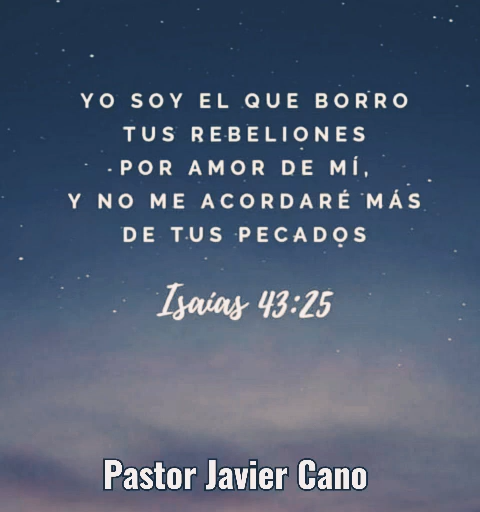 YO SOY EL QUE BORRO
TUS REBELIONES
POR AMOR DE MÍ,
Y NO ME ACORDARÉ MÁS
DE TUS PECADOS
Isaías 43:25
Pastor Javier Cano